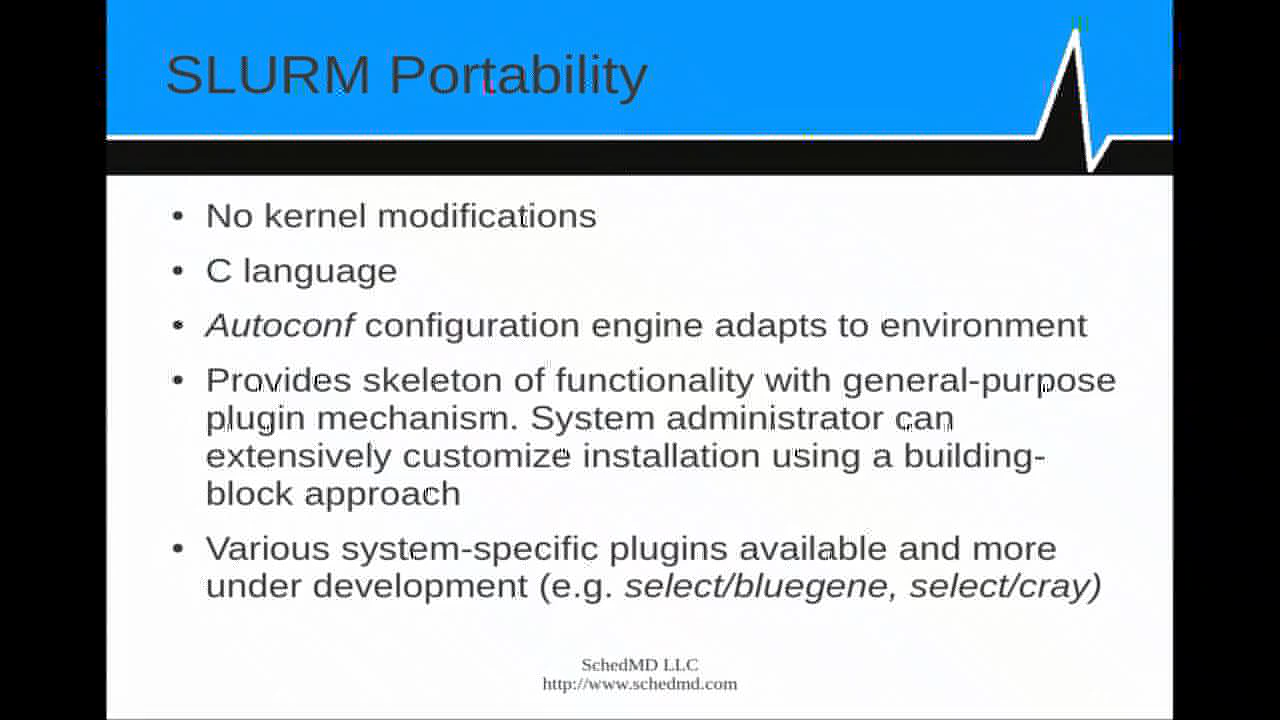 SLURM Portability
• No kernel modifications
• C language
• Autoconf configuration engine adapts to environment
• Provides skeleton of functionality with general-purpose
plugin mechanism. System administrator can
extensively customize installation using a building-
block approach
• Various system-specific plugins available and more
under development (e.g. select/bluegene, select/cray)
SchedMD LLC
http://www.schedmd.com